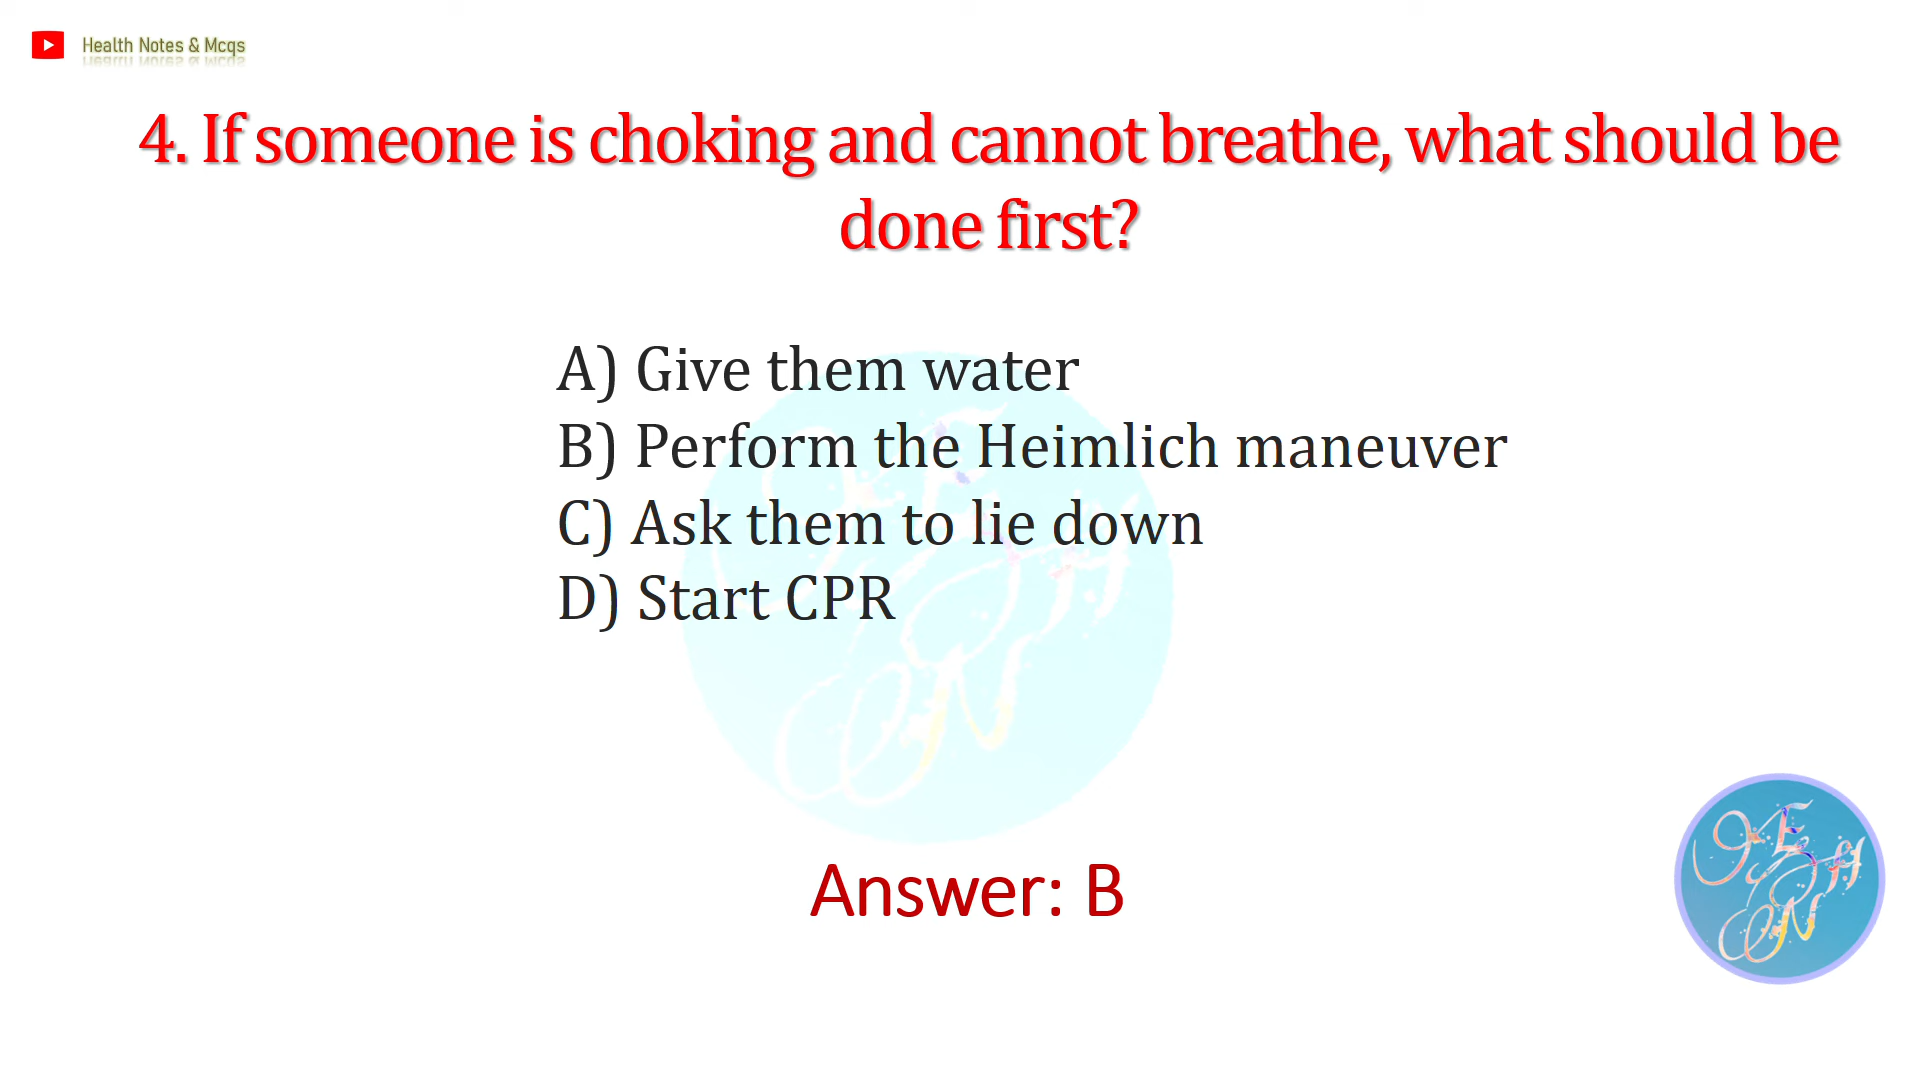 Health Notes & Mcqs
4. If someone is choking and cannot breathe, what should be
done first?
A) Give them water
B) Perform the Heimlich maneuver
C) Ask them to lie down
D) Start CPR
Answer: B